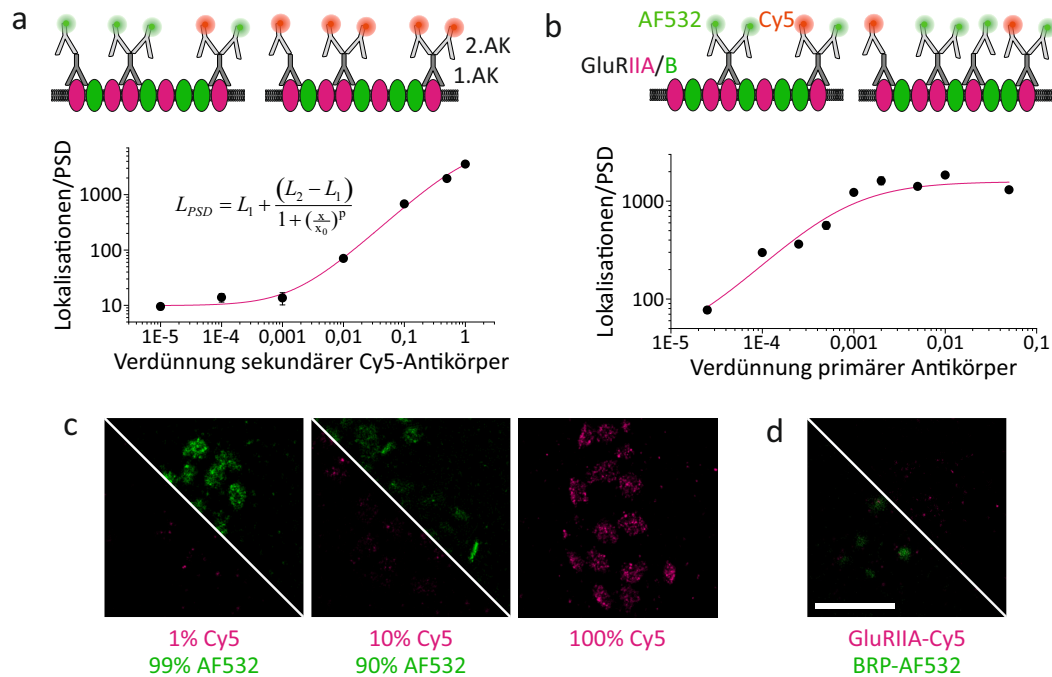 a
2.AK
1.AK
Lokalisationen/PSD
1000
100
10
L_PSD = L_1 + (L_2 − L_1) / (1 + (x/x_0)^p)
1E-5 1E-4 0,001 0,01 0,1 1
Verdünnung sekundärer Cy5-Antikörper
b
AF532 Cy5
GluRIIA/B
Lokalisationen/PSD
1000
100
1E-5 1E-4 0,001 0,01 0,1
Verdünnung primärer Antikörper
c
1% Cy5
99% AF532
10% Cy5
90% AF532
100% Cy5
d
GluRIIA-Cy5
BRP-AF532